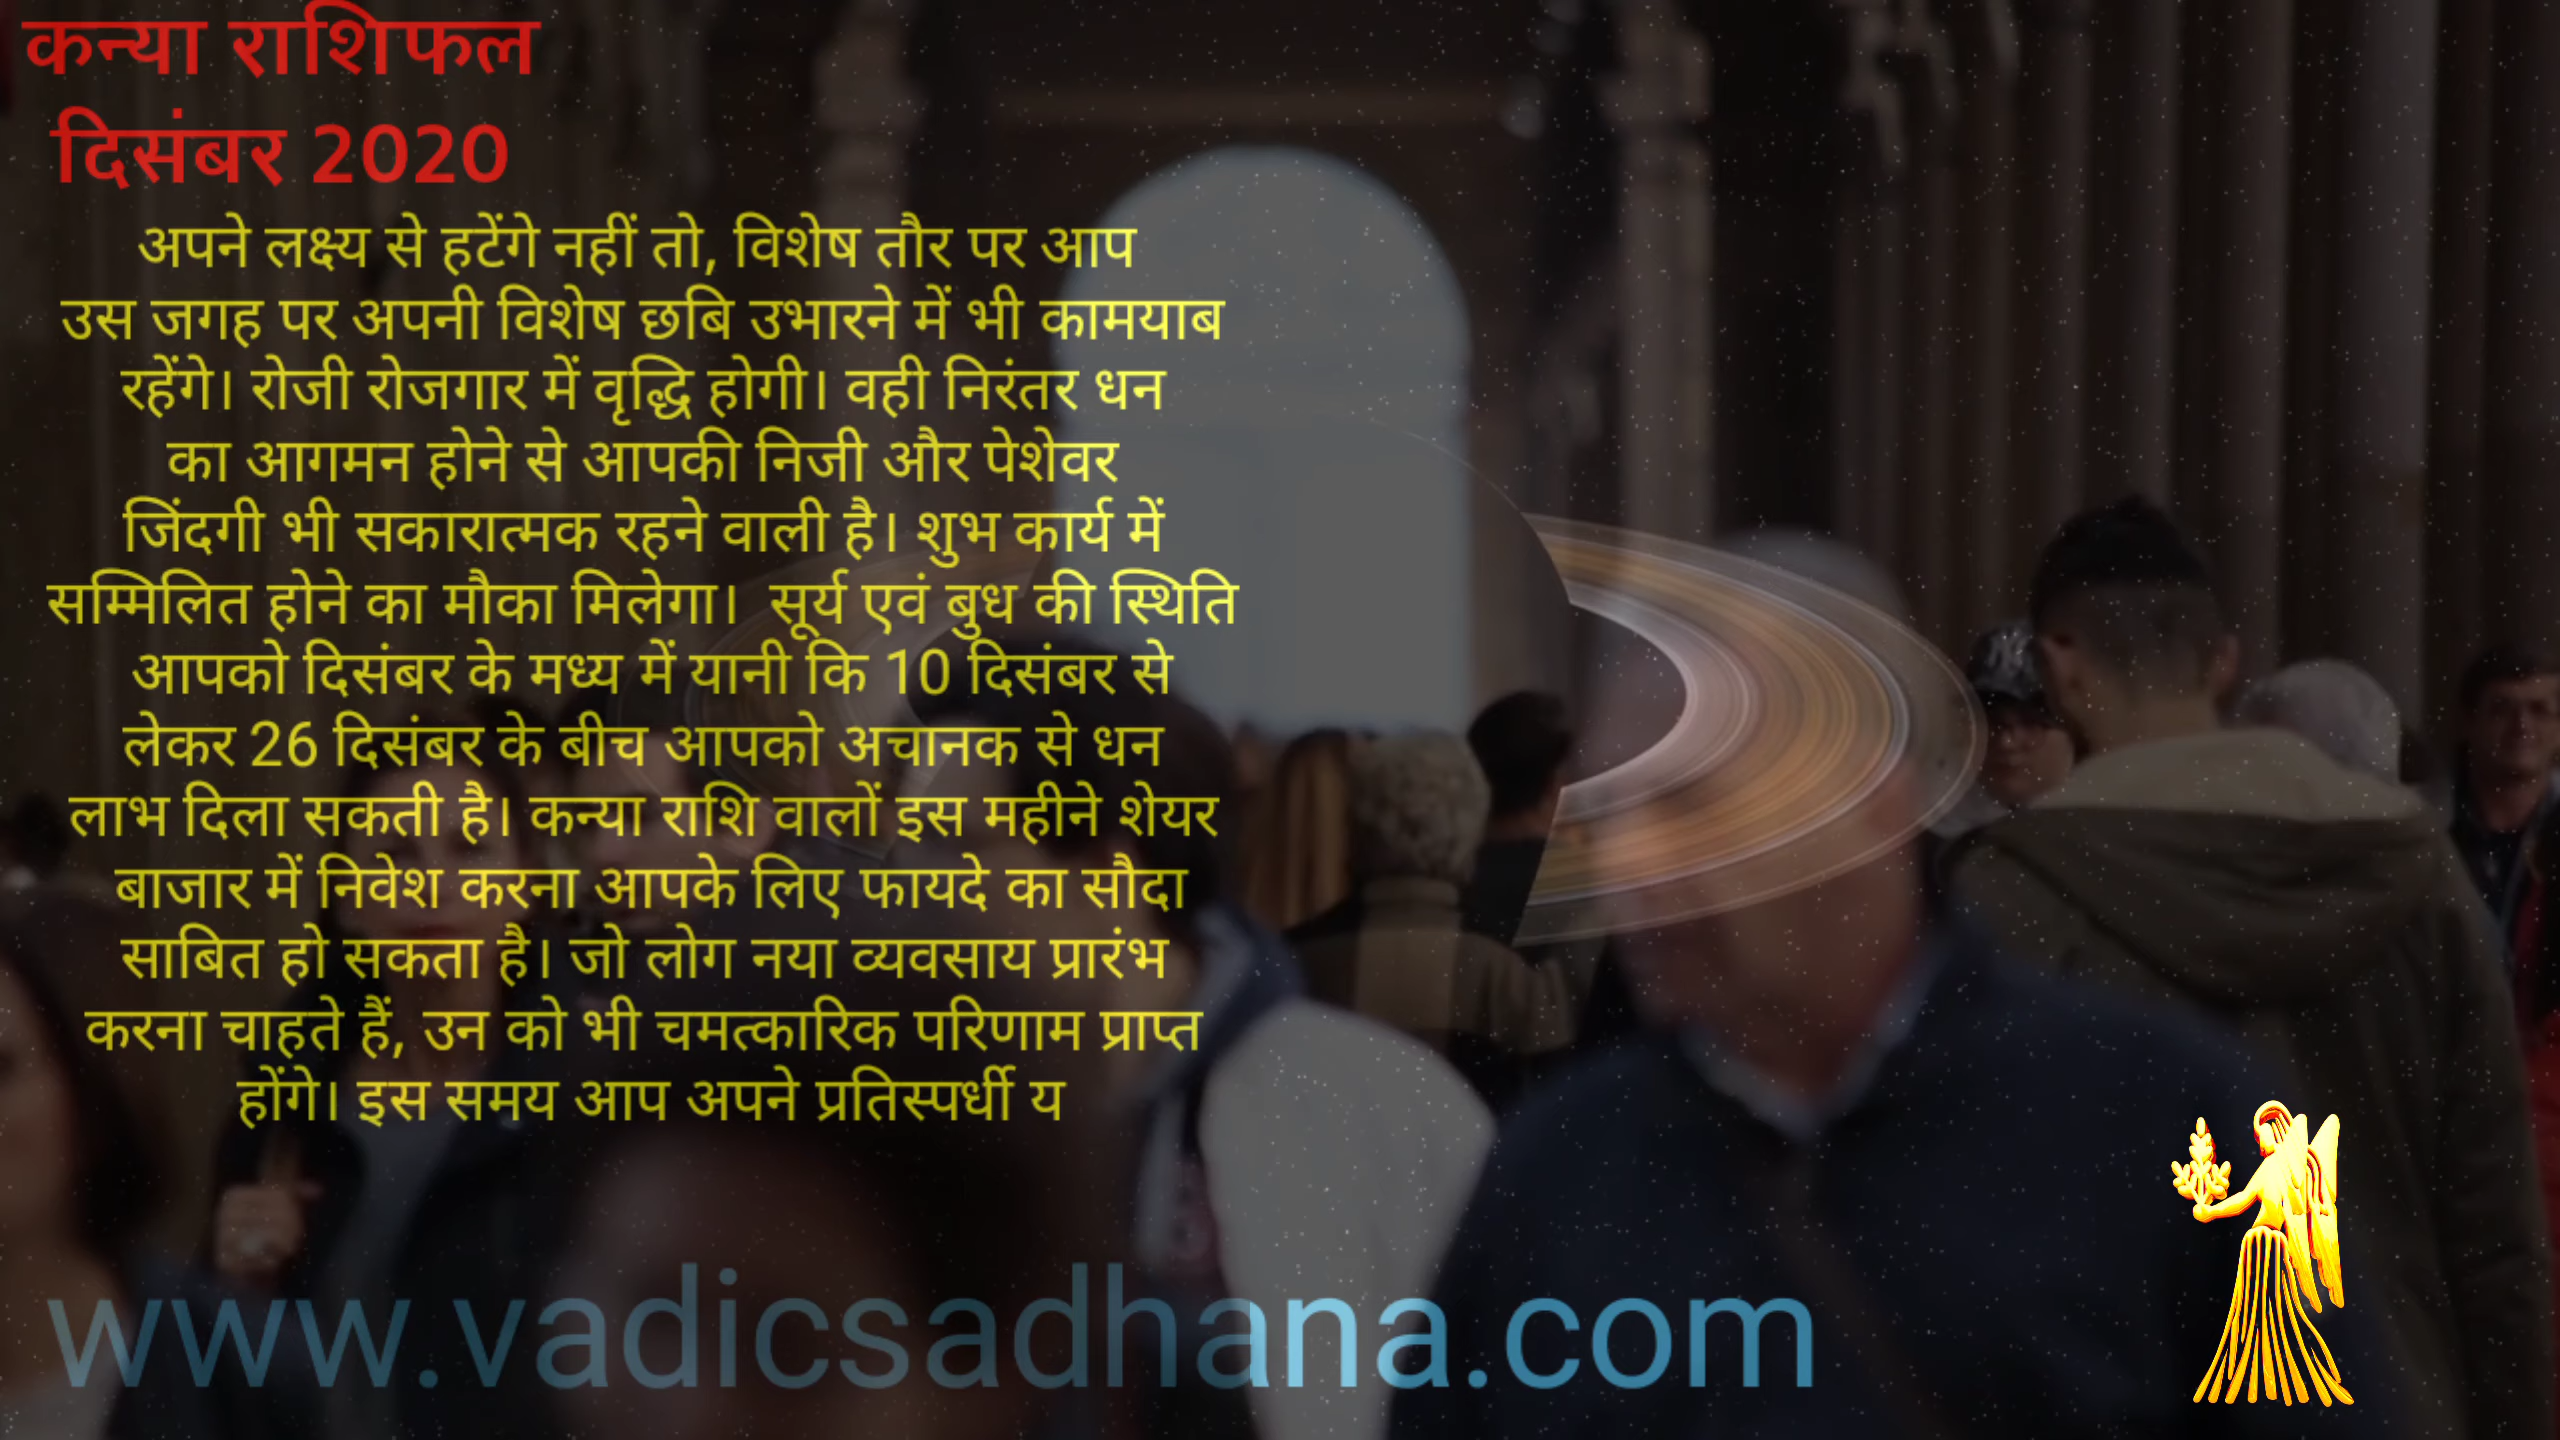 कन्या राशिफल
दिसंबर 2020
अपने लक्ष्य से हटेंगे नहीं तो, विशेष तौर पर आप
उस जगह पर अपनी विशेष छबि उभारने में भी कामयाब
रहेंगे। रोजी रोजगार में वृद्धि होगी। वही निरंतर धन
का आगमन होने से आपकी निजी और पेशेवर
जिंदगी भी सकारात्मक रहने वाली है। शुभ कार्य में
सम्मिलित होने का मौका मिलेगा। सूर्य एवं बुध की स्थिति
आपको दिसंबर के मध्य में यानी कि 10 दिसंबर से
लेकर 26 दिसंबर के बीच आपको अचानक से धन
लाभ दिला सकती है। कन्या राशि वालों इस महीने शेयर
बाजार में निवेश करना आपके लिए फायदे का सौदा
साबित हो सकता है। जो लोग नया व्यवसाय प्रारंभ
करना चाहते हैं, उन को भी चमत्कारिक परिणाम प्राप्त
होंगे। इस समय आप अपने प्रतिस्पर्धी य
www.vadicsadhana.com